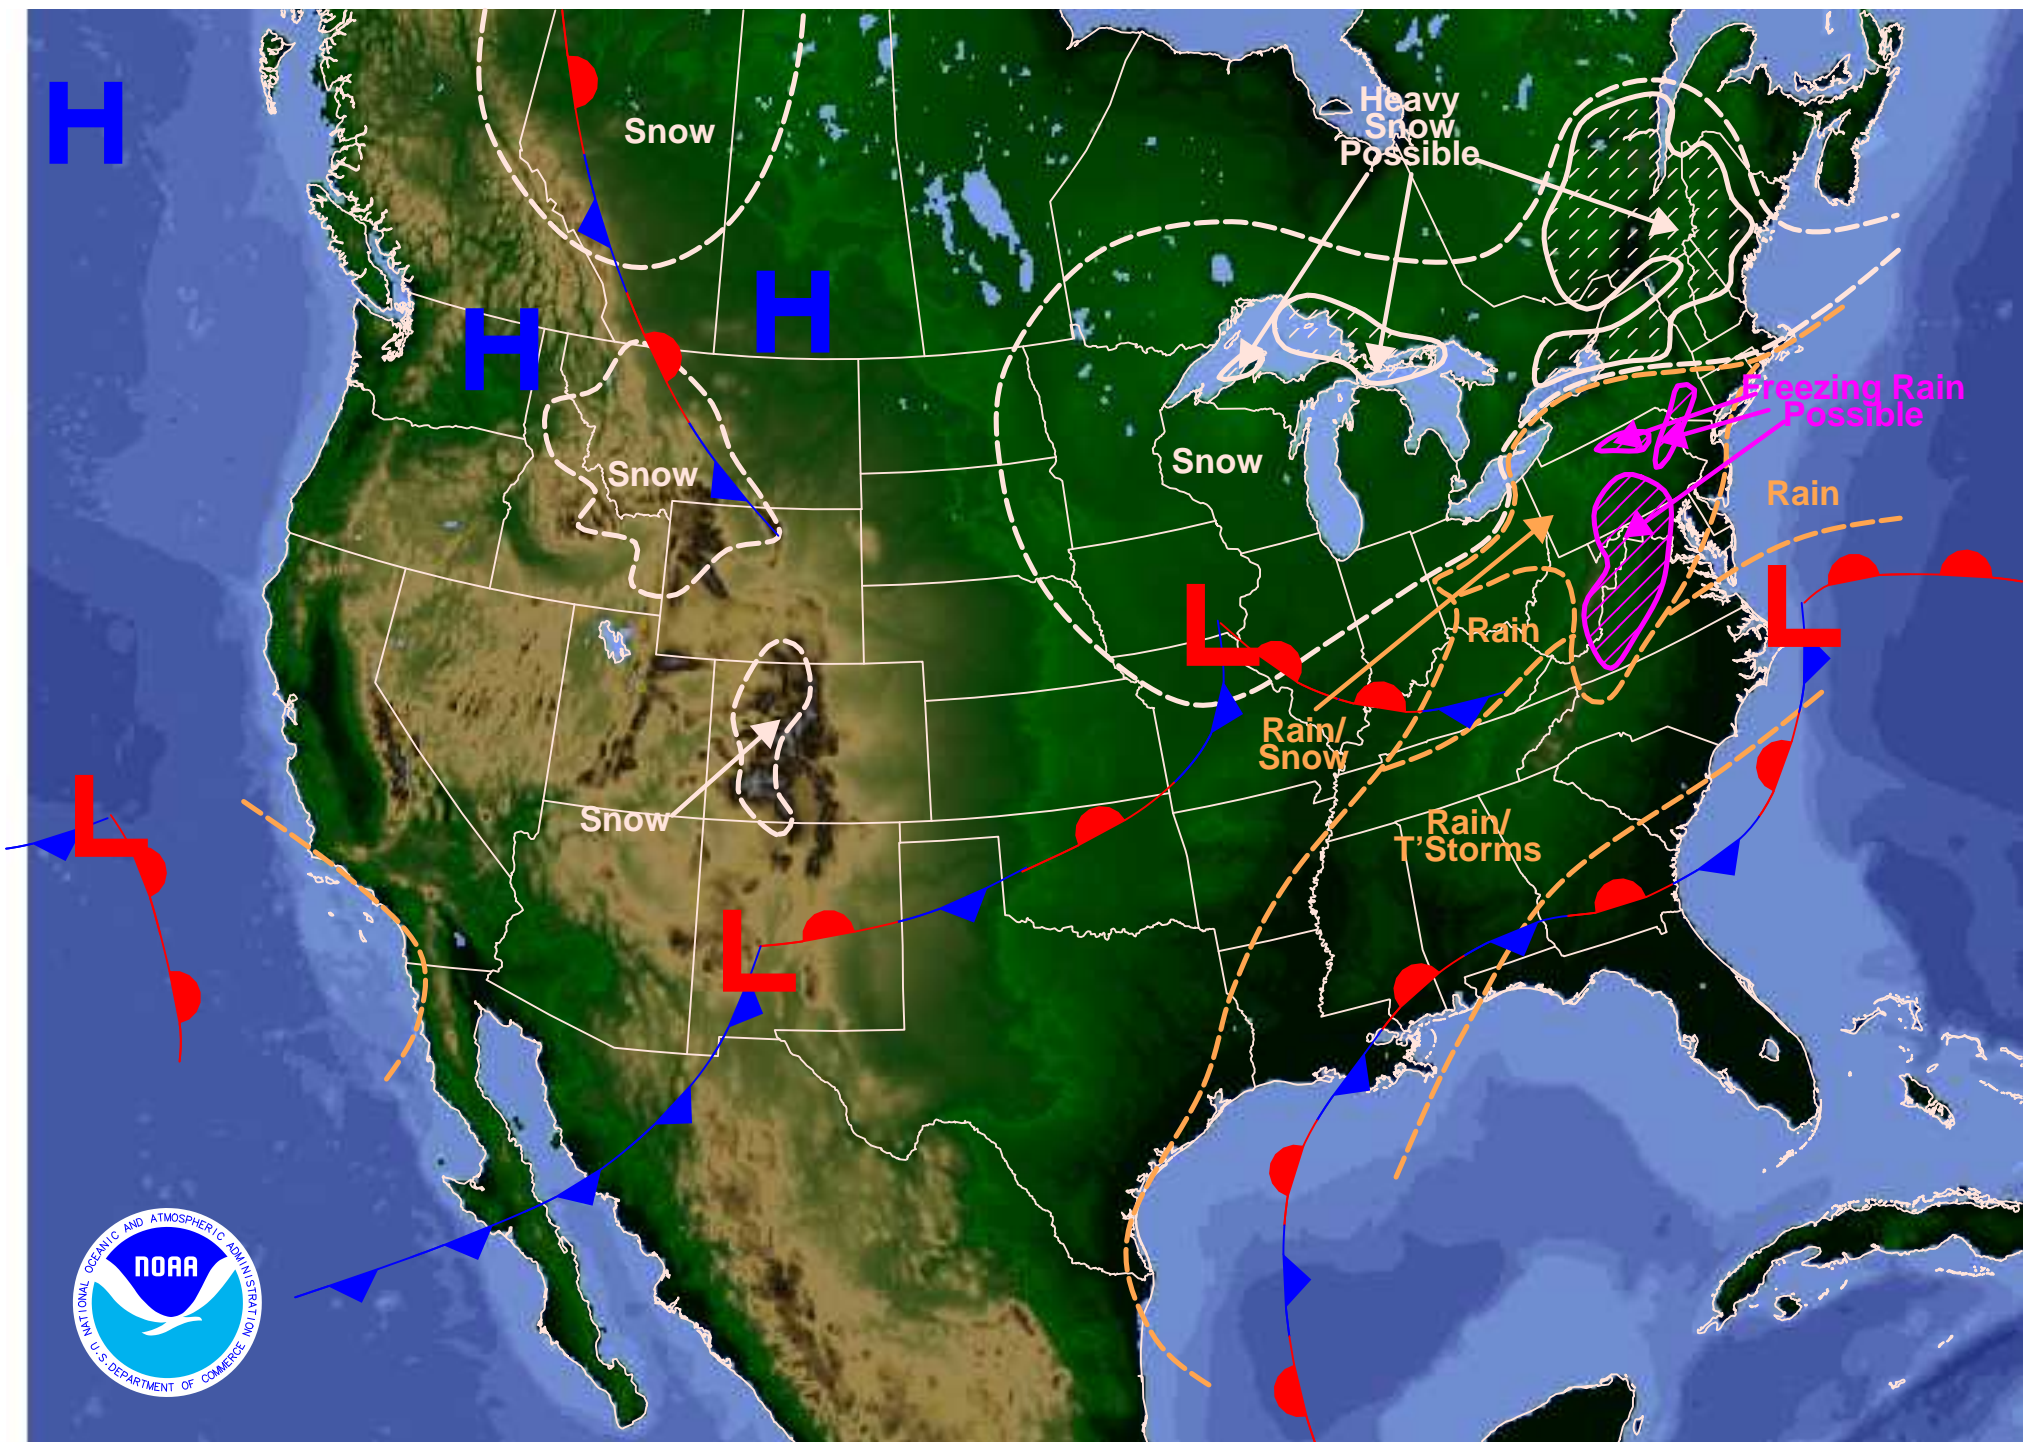 H
Snow
Heavy
Snow
Possible
H
H
Freezing Rain
Possible
Snow
Snow
Rain
L
L
Rain
Rain/
Snow
Snow
L
Rain/
T'Storms
L
NATIONAL OCEANIC AND ATMOSPHERIC ADMINISTRATION
NOAA
U.S. DEPARTMENT OF COMMERCE